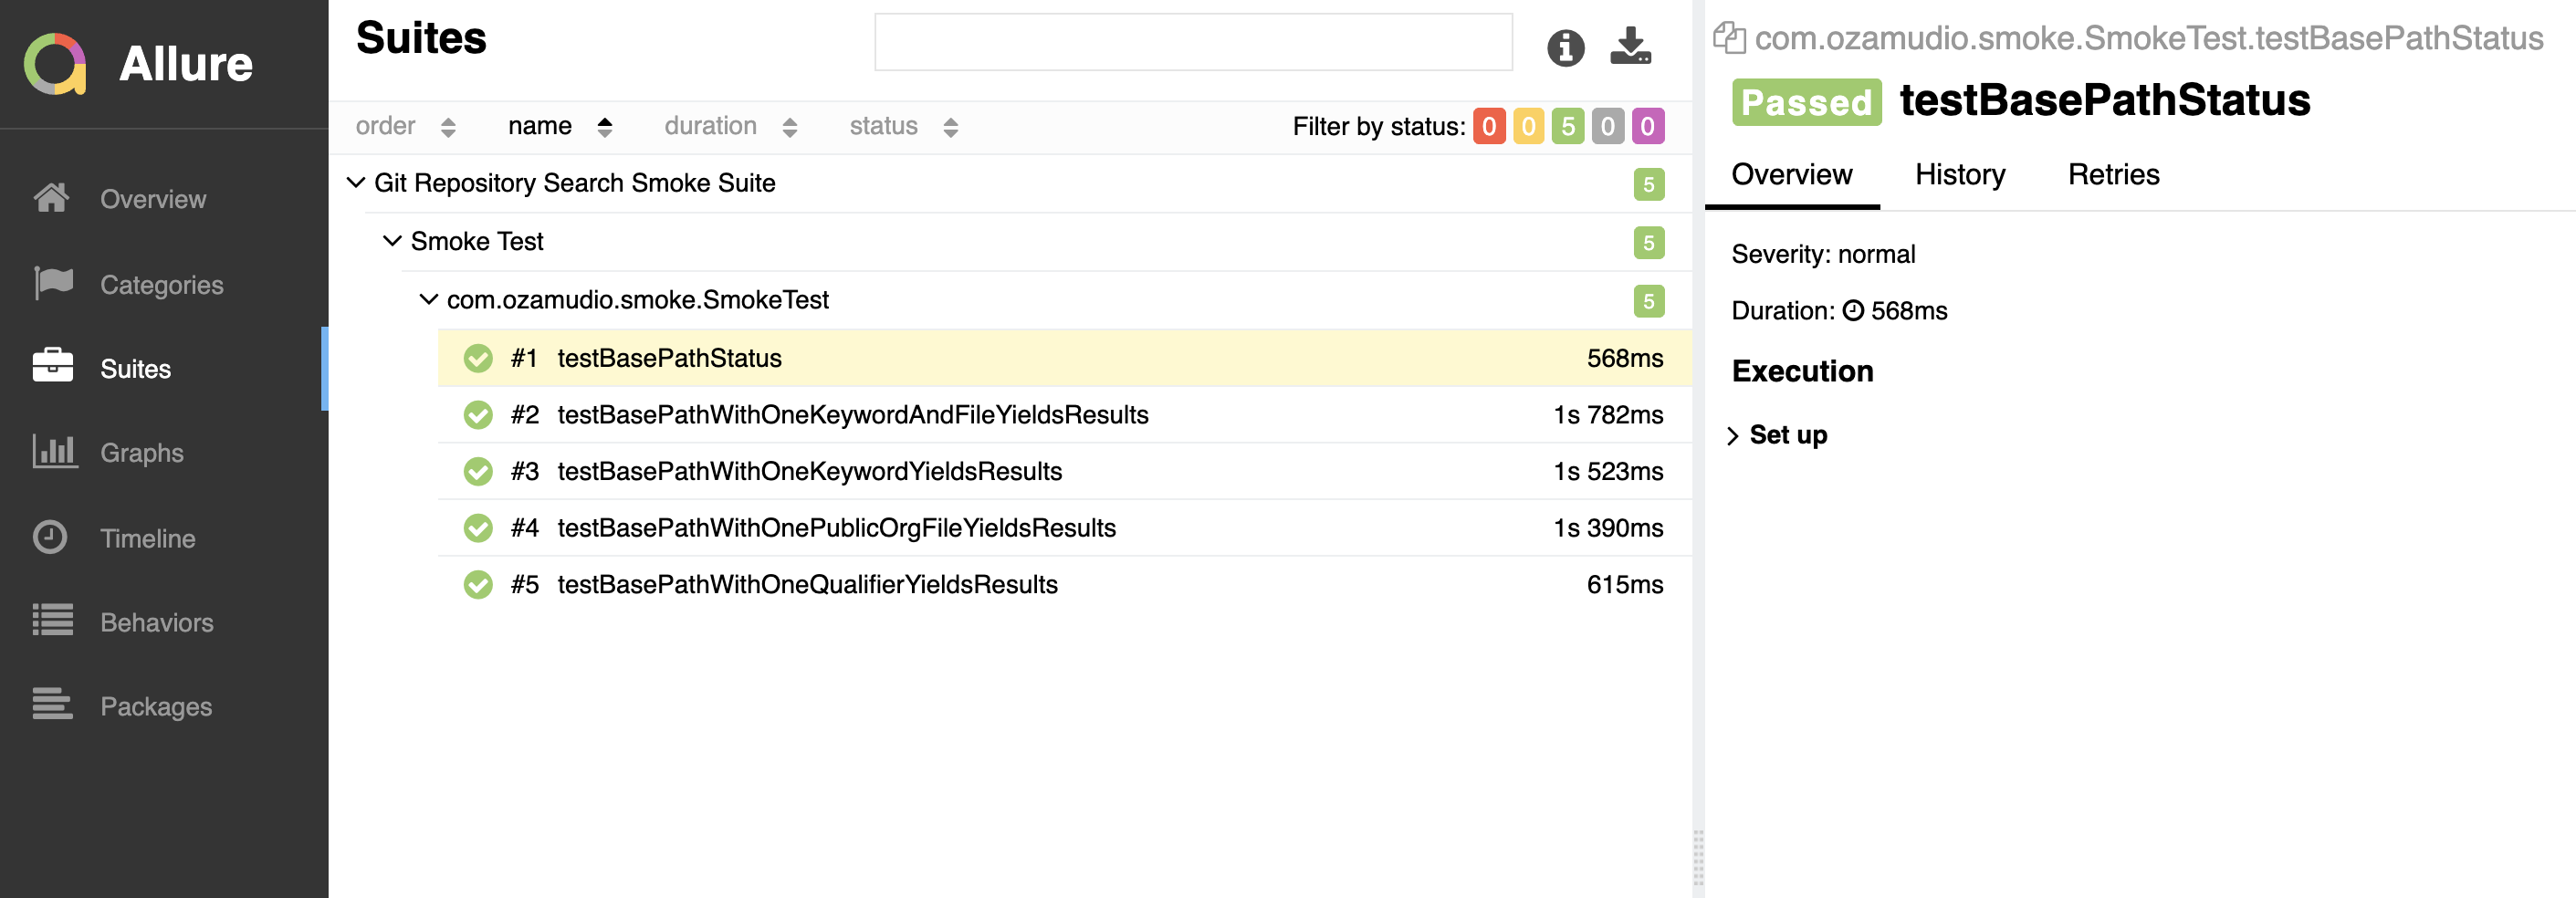 Allure
Overview
Categories
Suites
Graphs
Timeline
Behaviors
Packages
Suites
order name duration status Filter by status: 0 0 5 0 0
Git Repository Search Smoke Suite 5
Smoke Test 5
com.ozamudio.smoke.SmokeTest 5
#1 testBasePathStatus 568ms
#2 testBasePathWithOneKeywordAndFileYieldsResults 1s 782ms
#3 testBasePathWithOneKeywordYieldsResults 1s 523ms
#4 testBasePathWithOnePublicOrgFileYieldsResults 1s 390ms
#5 testBasePathWithOneQualifierYieldsResults 615ms
com.ozamudio.smoke.SmokeTest.testBasePathStatus
Passed testBasePathStatus
Overview History Retries
Severity: normal
Duration: 568ms
Execution
Set up